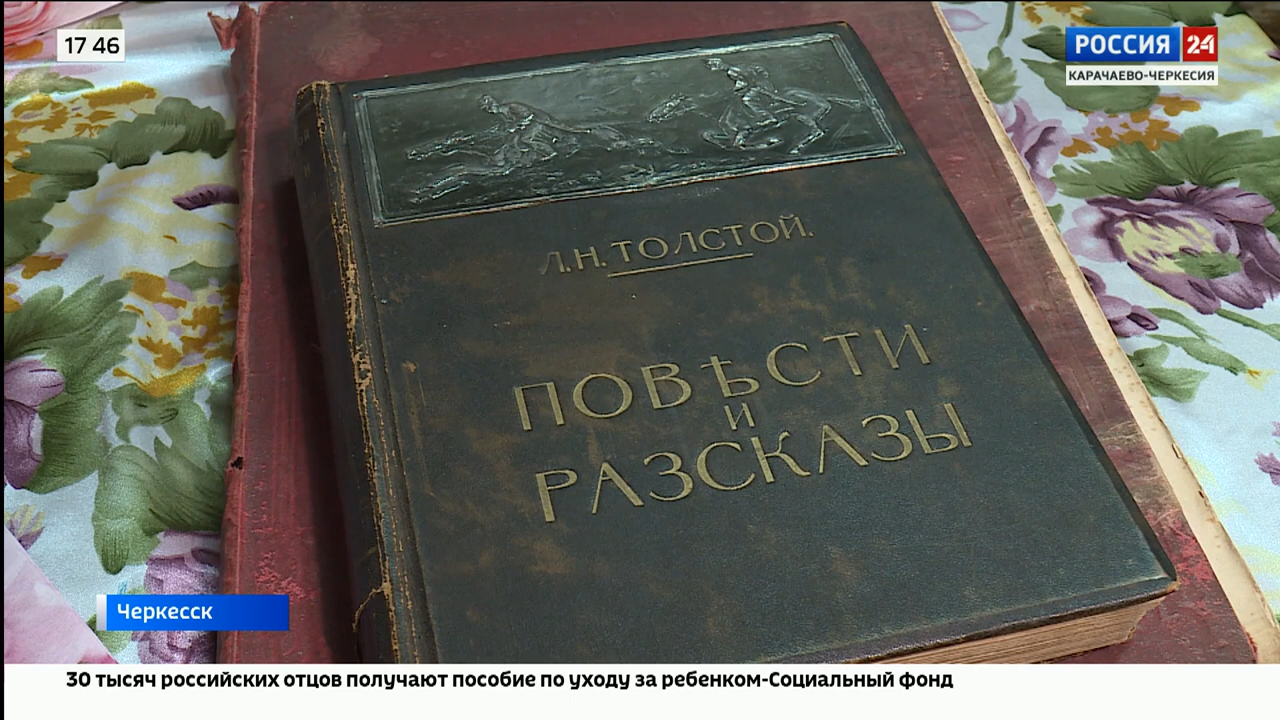 17 46
РОССИЯ 24
КАРАЧАЕВО-ЧЕРКЕСИЯ
Л.Н.ТОЛСТОЙ.
ПОВѢСТИ
И
РАЗСКАЗЫ
Черкесск
30 тысяч российских отцов получают пособие по уходу за ребенком-Социальный фонд